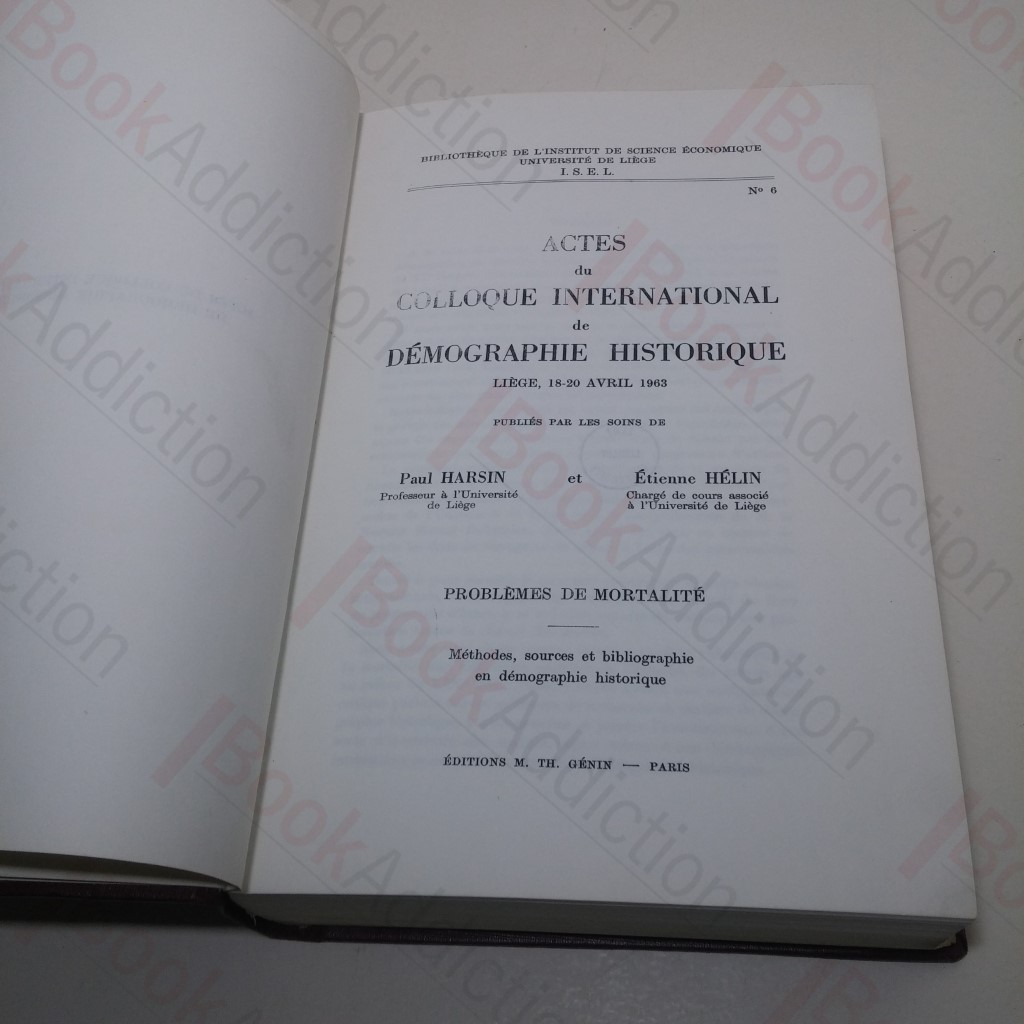 BIBLIOTHÈQUE DE L'INSTITUT DE SCIENCE ÉCONOMIQUE
UNIVERSITÉ DE LIÈGE
I. S. E. L.
Nº 6
ACTES
du
COLLOQUE INTERNATIONAL
de
DÉMOGRAPHIE HISTORIQUE
LIÈGE, 18-20 AVRIL 1963
PUBLIÉS PAR LES SOINS DE
Paul HARSIN et Étienne HÉLIN
Professeur à l'Université Chargé de cours associé
de Liège à l'Université de Liège
PROBLÈMES DE MORTALITÉ
Méthodes, sources et bibliographie
en démographie historique
ÉDITIONS M. TH. GÉNIN — PARIS
BookAddiction